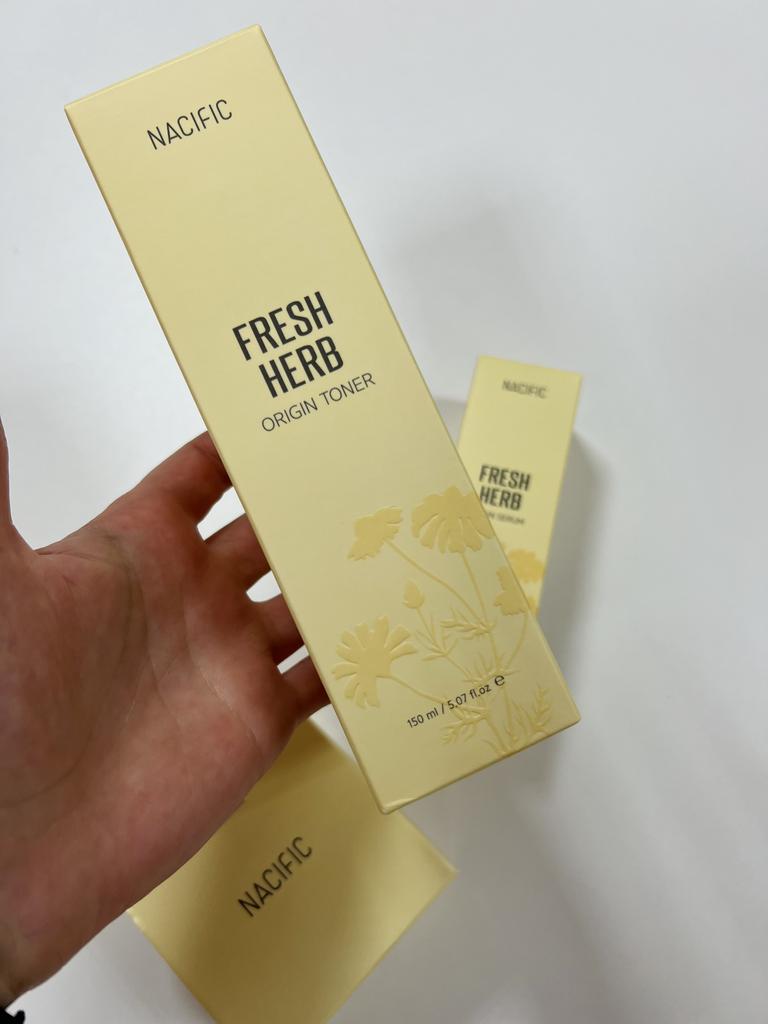 NACIFIC
FRESH
HERB
ORIGIN TONER
150 ml / 5.07 fl.oz ℮
NACIFIC
FRESH
HERB
SERUM
NACIFIC